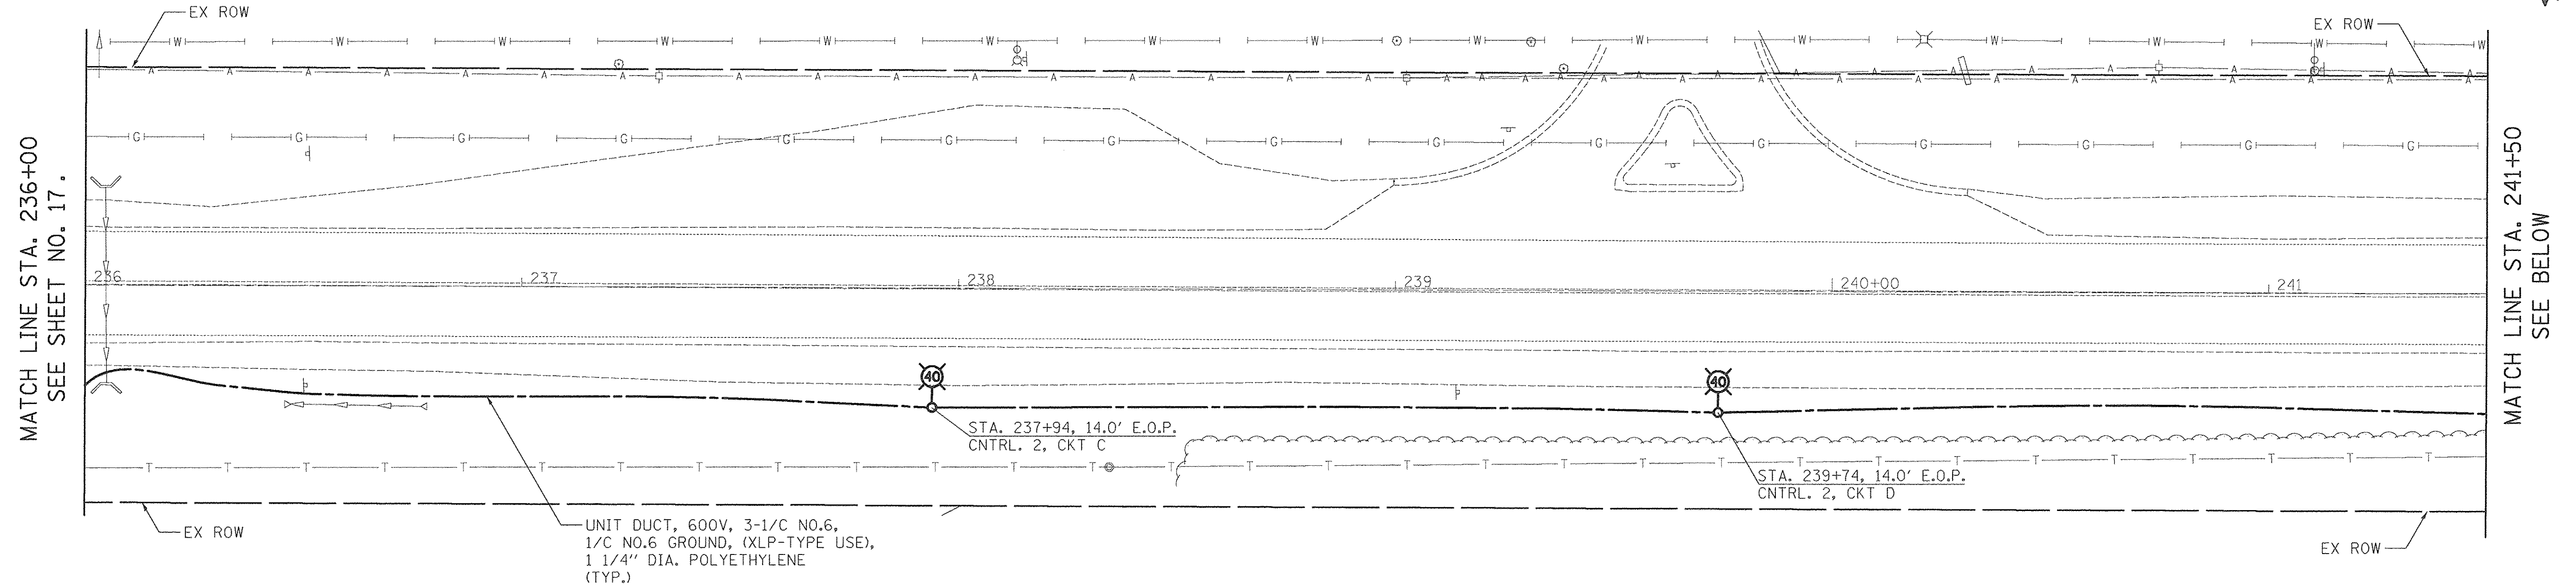 EX ROW
EX ROW
W W W W W W W W W W W W W W W
A A A A A A A A A A A A A A A A A A A A A A A A A A A A A A
G G G G G G G G G G G G G G G
MATCH LINE STA. 236+00
SEE SHEET NO. 17.
MATCH LINE STA. 241+50
SEE BELOW
236 237 238 239 240+00 241
40
40
STA. 237+94, 14.0' E.O.P.
CNTRL. 2, CKT C
STA. 239+74, 14.0' E.O.P.
CNTRL. 2, CKT D
T T T T T T T T T T T T T T T T T T T T T T T T T T T T T T
EX ROW
UNIT DUCT, 600V, 3-1/C NO.6,
1/C NO.6 GROUND, (XLP-TYPE USE),
1 1/4" DIA. POLYETHYLENE
(TYP.)
EX ROW